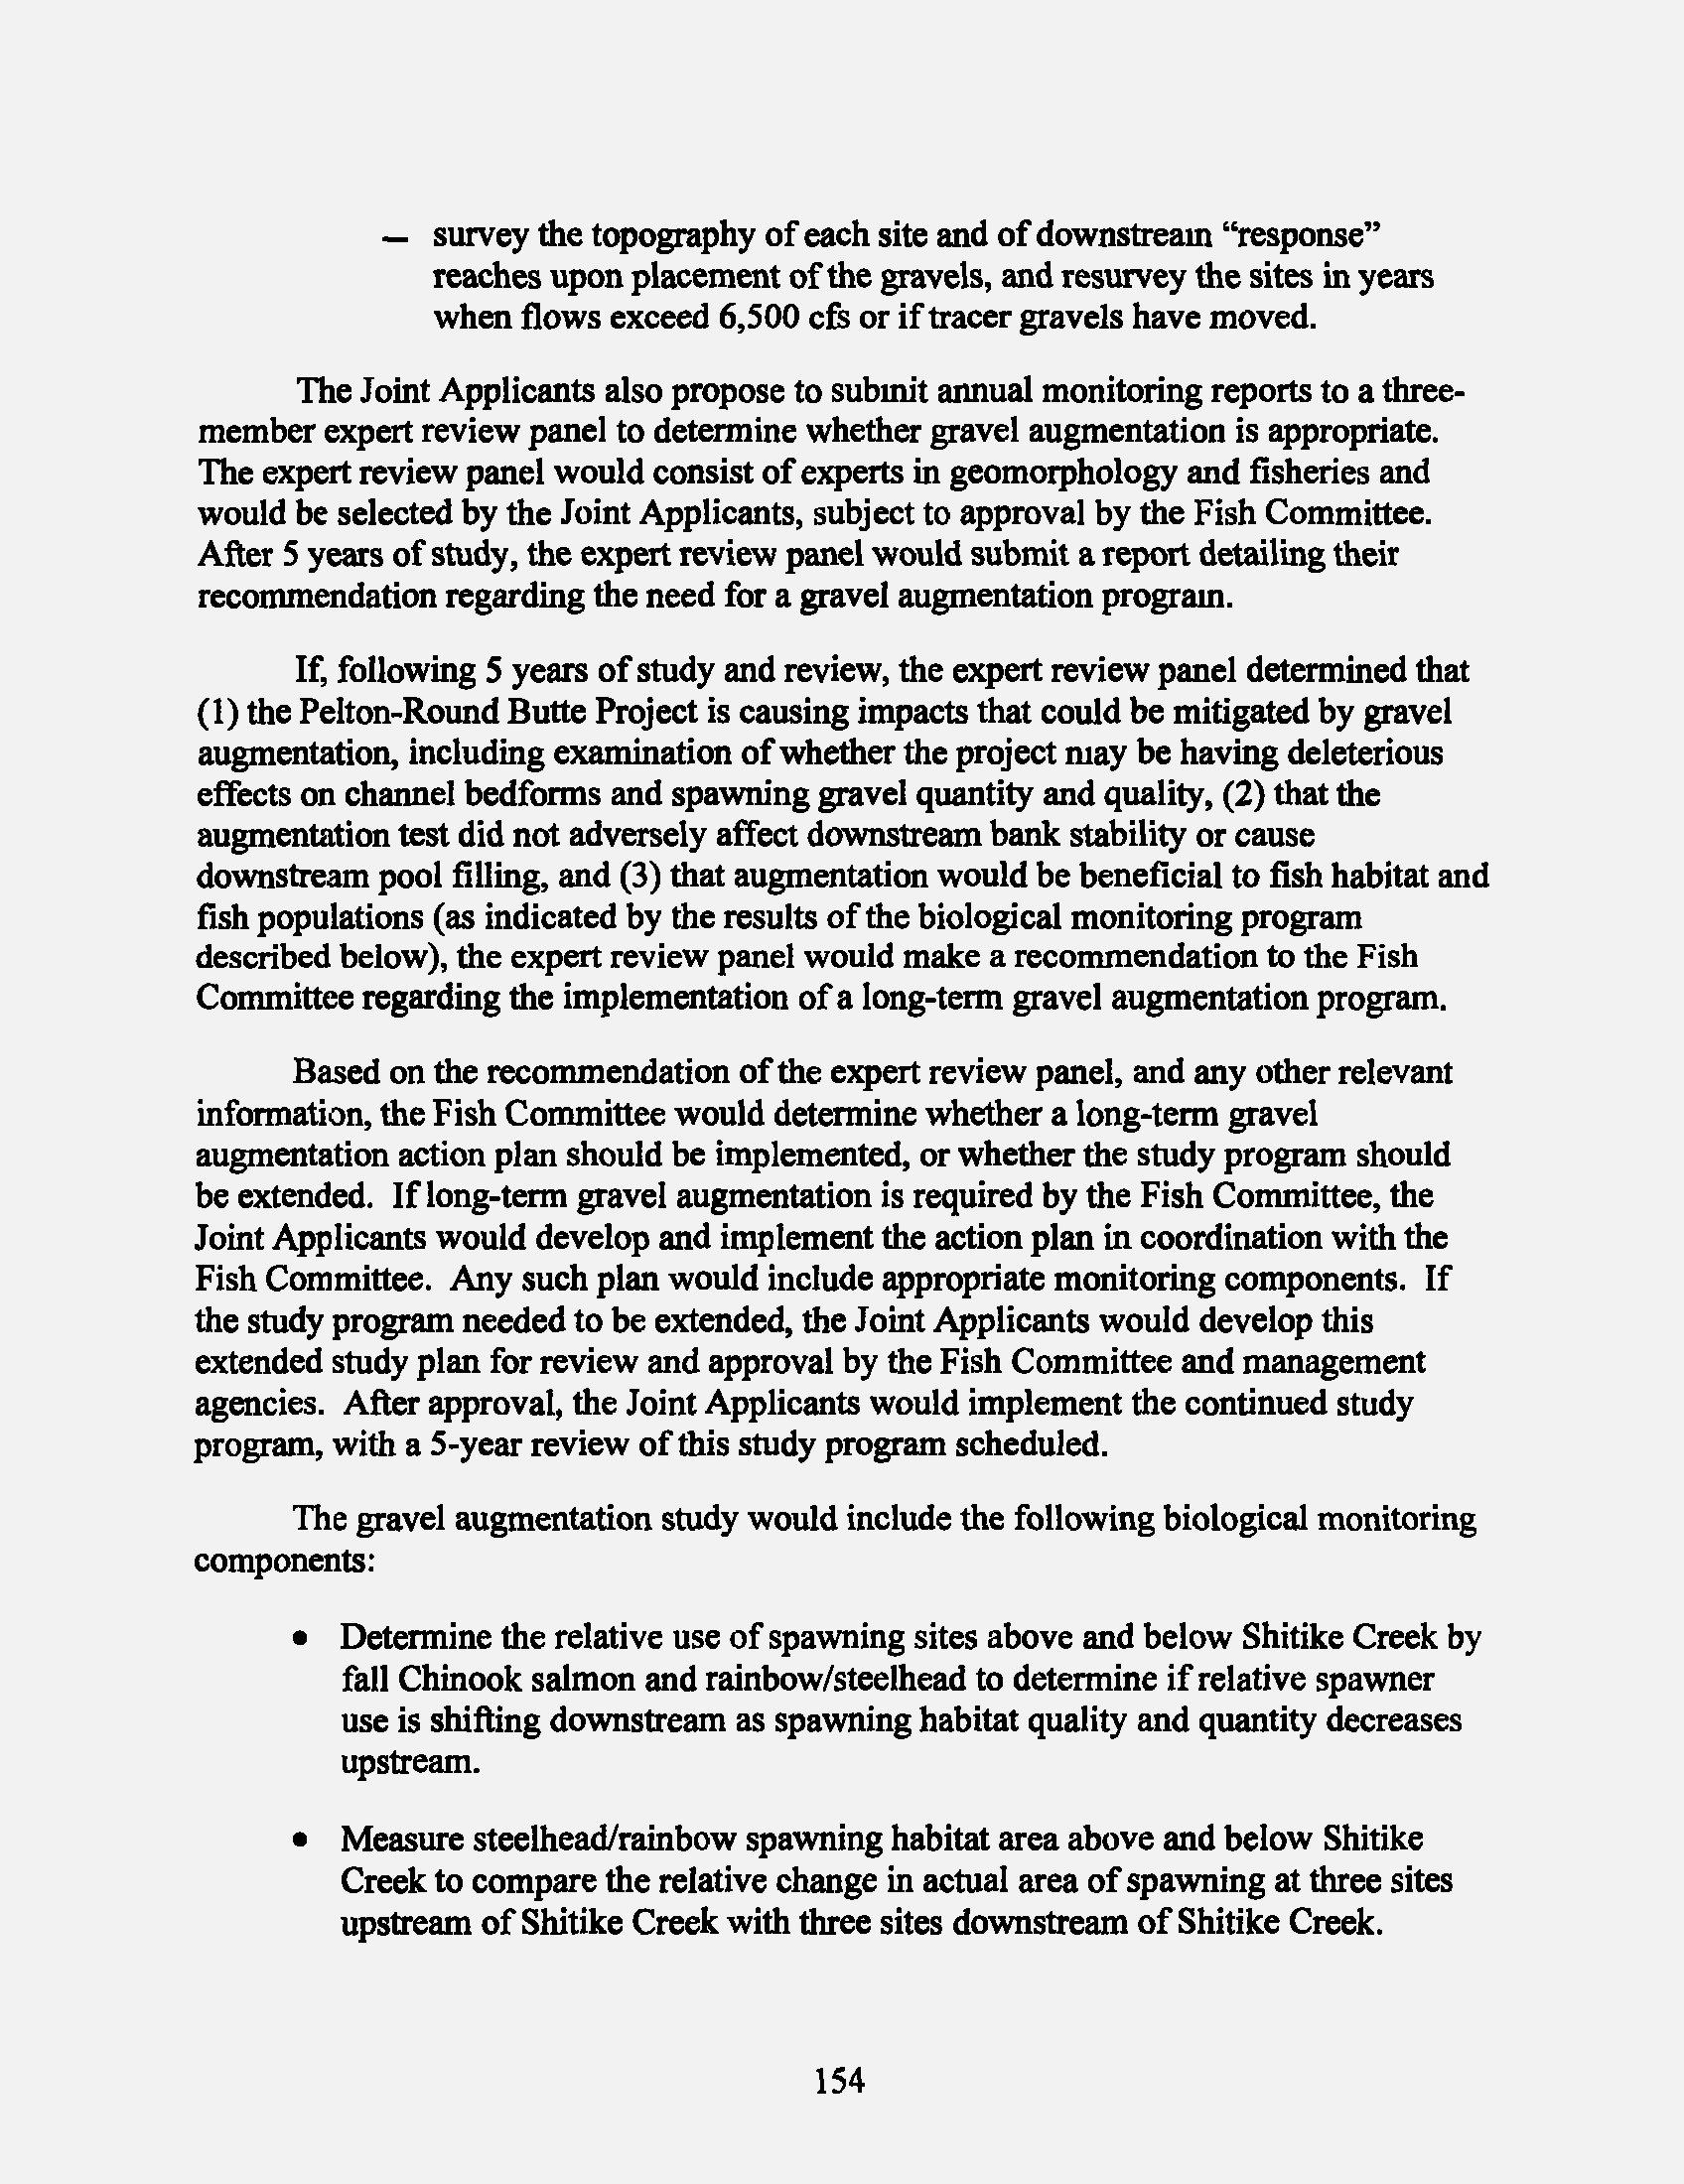 — survey the topography of each site and of downstream “response”
reaches upon placement of the gravels, and resurvey the sites in years
when flows exceed 6,500 cfs or if tracer gravels have moved.
The Joint Applicants also propose to submit annual monitoring reports to a three-
member expert review panel to determine whether gravel augmentation is appropriate.
The expert review panel would consist of experts in geomorphology and fisheries and
would be selected by the Joint Applicants, subject to approval by the Fish Committee.
After 5 years of study, the expert review panel would submit a report detailing their
recommendation regarding the need for a gravel augmentation program.
If, following 5 years of study and review, the expert review panel determined that
(1) the Pelton-Round Butte Project is causing impacts that could be mitigated by gravel
augmentation, including examination of whether the project may be having deleterious
effects on channel bedforms and spawning gravel quantity and quality, (2) that the
augmentation test did not adversely affect downstream bank stability or cause
downstream pool filling, and (3) that augmentation would be beneficial to fish habitat and
fish populations (as indicated by the results of the biological monitoring program
described below), the expert review panel would make a recommendation to the Fish
Committee regarding the implementation of a long-term gravel augmentation program.
Based on the recommendation of the expert review panel, and any other relevant
information, the Fish Committee would determine whether a long-term gravel
augmentation action plan should be implemented, or whether the study program should
be extended. If long-term gravel augmentation is required by the Fish Committee, the
Joint Applicants would develop and implement the action plan in coordination with the
Fish Committee. Any such plan would include appropriate monitoring components. If
the study program needed to be extended, the Joint Applicants would develop this
extended study plan for review and approval by the Fish Committee and management
agencies. After approval, the Joint Applicants would implement the continued study
program, with a 5-year review of this study program scheduled.
The gravel augmentation study would include the following biological monitoring
components:
• Determine the relative use of spawning sites above and below Shitike Creek by
fall Chinook salmon and rainbow/steelhead to determine if relative spawner
use is shifting downstream as spawning habitat quality and quantity decreases
upstream.
• Measure steelhead/rainbow spawning habitat area above and below Shitike
Creek to compare the relative change in actual area of spawning at three sites
upstream of Shitike Creek with three sites downstream of Shitike Creek.
154